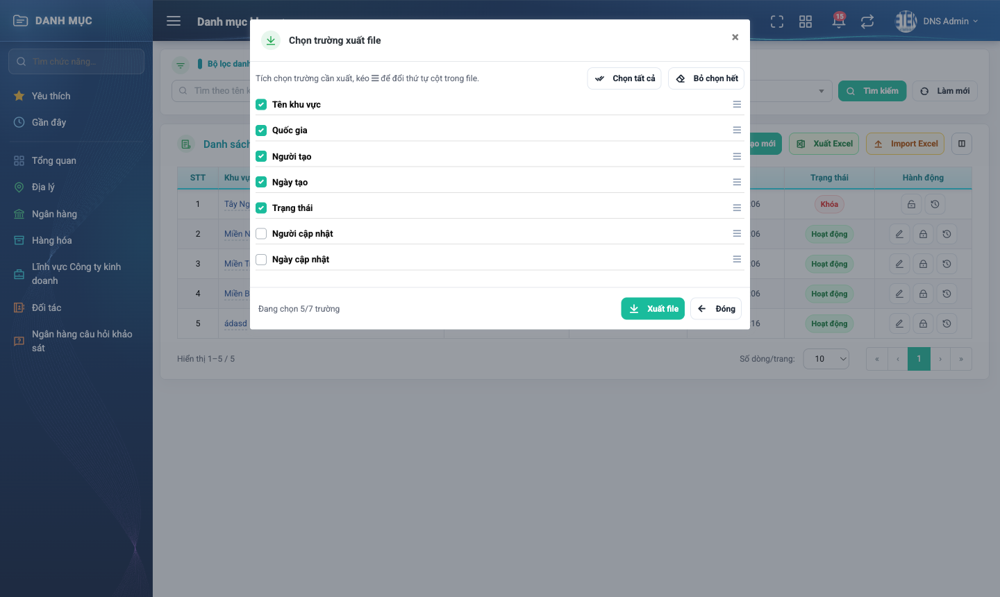 DANH MỤC
Danh mục
15
DNS Admin
Tìm chức năng...
Yêu thích
Gần đây
Tổng quan
Địa lý
Ngân hàng
Hàng hóa
Lĩnh vực Công ty kinh
doanh
Đối tác
Ngân hàng câu hỏi khảo
sát
Chọn trường xuất file
×
Tích chọn trường cần xuất, kéo ☰ để đổi thứ tự cột trong file.
Chọn tất cả
Bỏ chọn hết
Tên khu vực
Quốc gia
Người tạo
Ngày tạo
Trạng thái
Người cập nhật
Ngày cập nhật
Đang chọn 5/7 trường
Xuất file
Đóng
Bộ lọc danh
Tìm theo tên k
Tìm kiếm
Làm mới
Danh sách
ạo mới
Xuất Excel
Import Excel
STT Khu vự Trạng thái Hành động
1 Tây Ng :06 Khóa
2 Miền N :06 Hoạt động
3 Miền T :06 Hoạt động
4 Miền B :06 Hoạt động
5 ádasd :16 Hoạt động
Hiển thị 1–5 / 5
Số dòng/trang: 10
« ‹ 1 › »